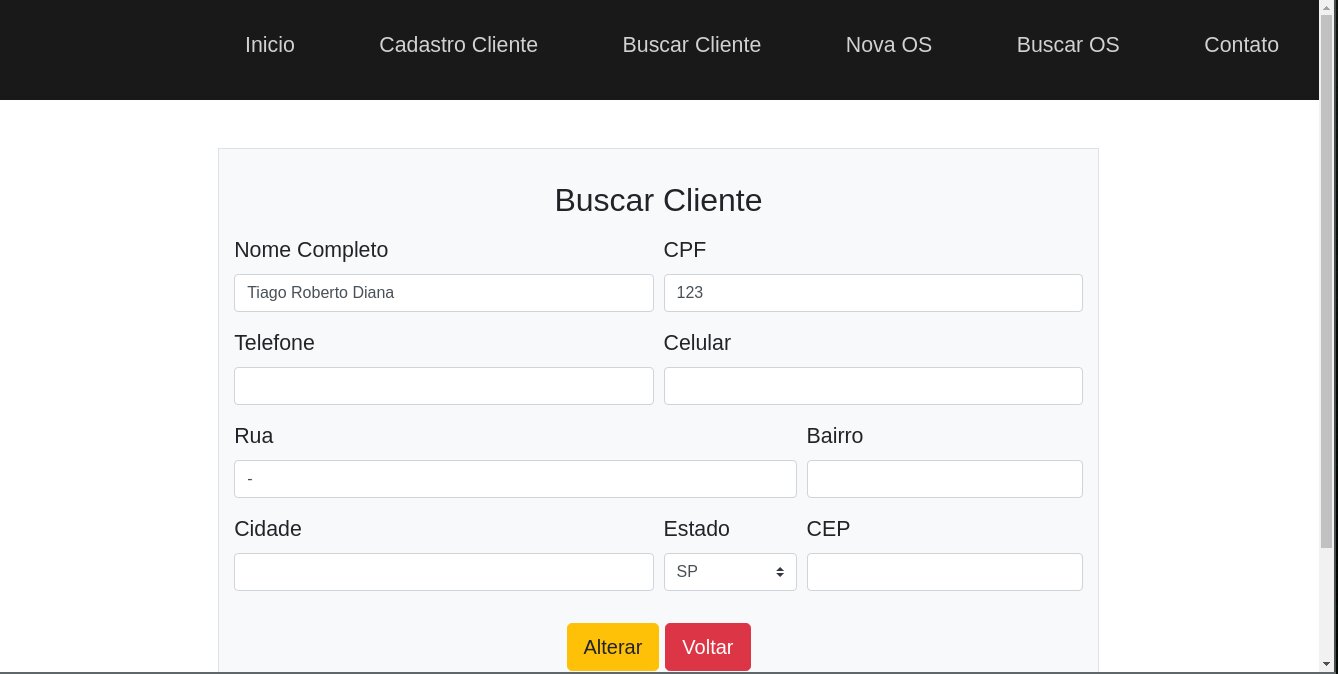 Inicio Cadastro Cliente Buscar Cliente Nova OS Buscar OS Contato
Buscar Cliente
Nome Completo CPF
Tiago Roberto Diana 123
Telefone Celular
Rua Bairro
-
Cidade Estado CEP
SP
Alterar Voltar